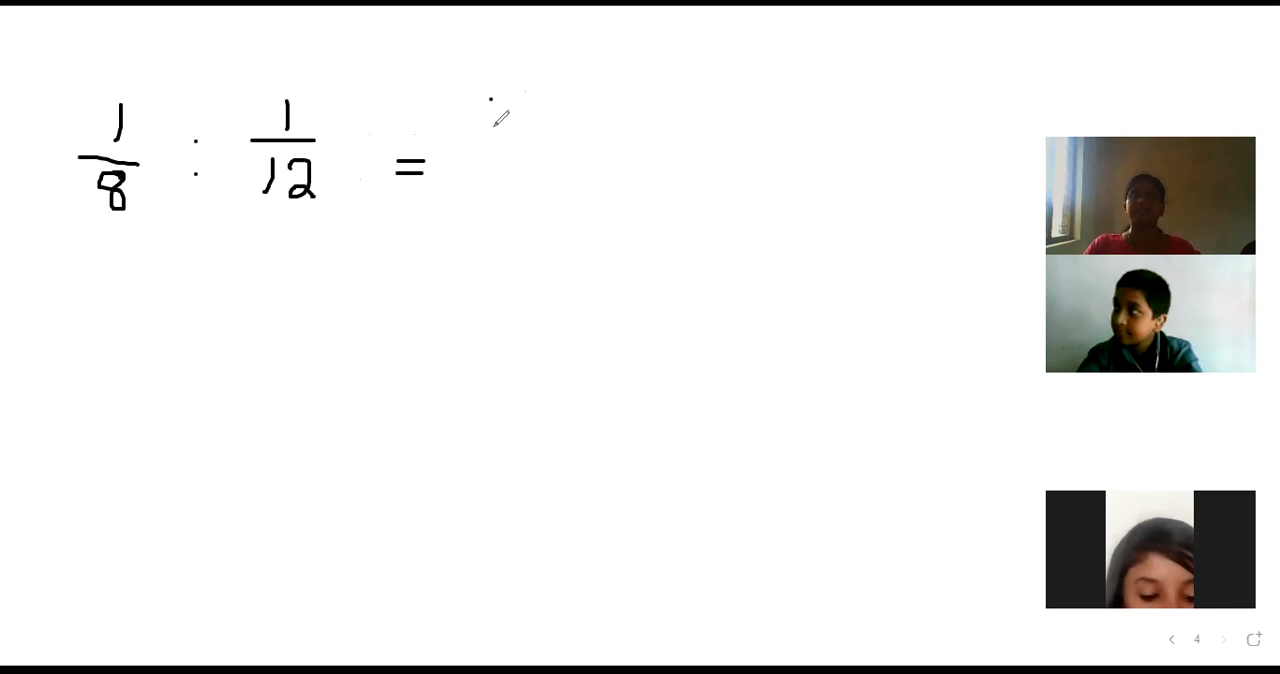 1/8 : 1/12 =
4